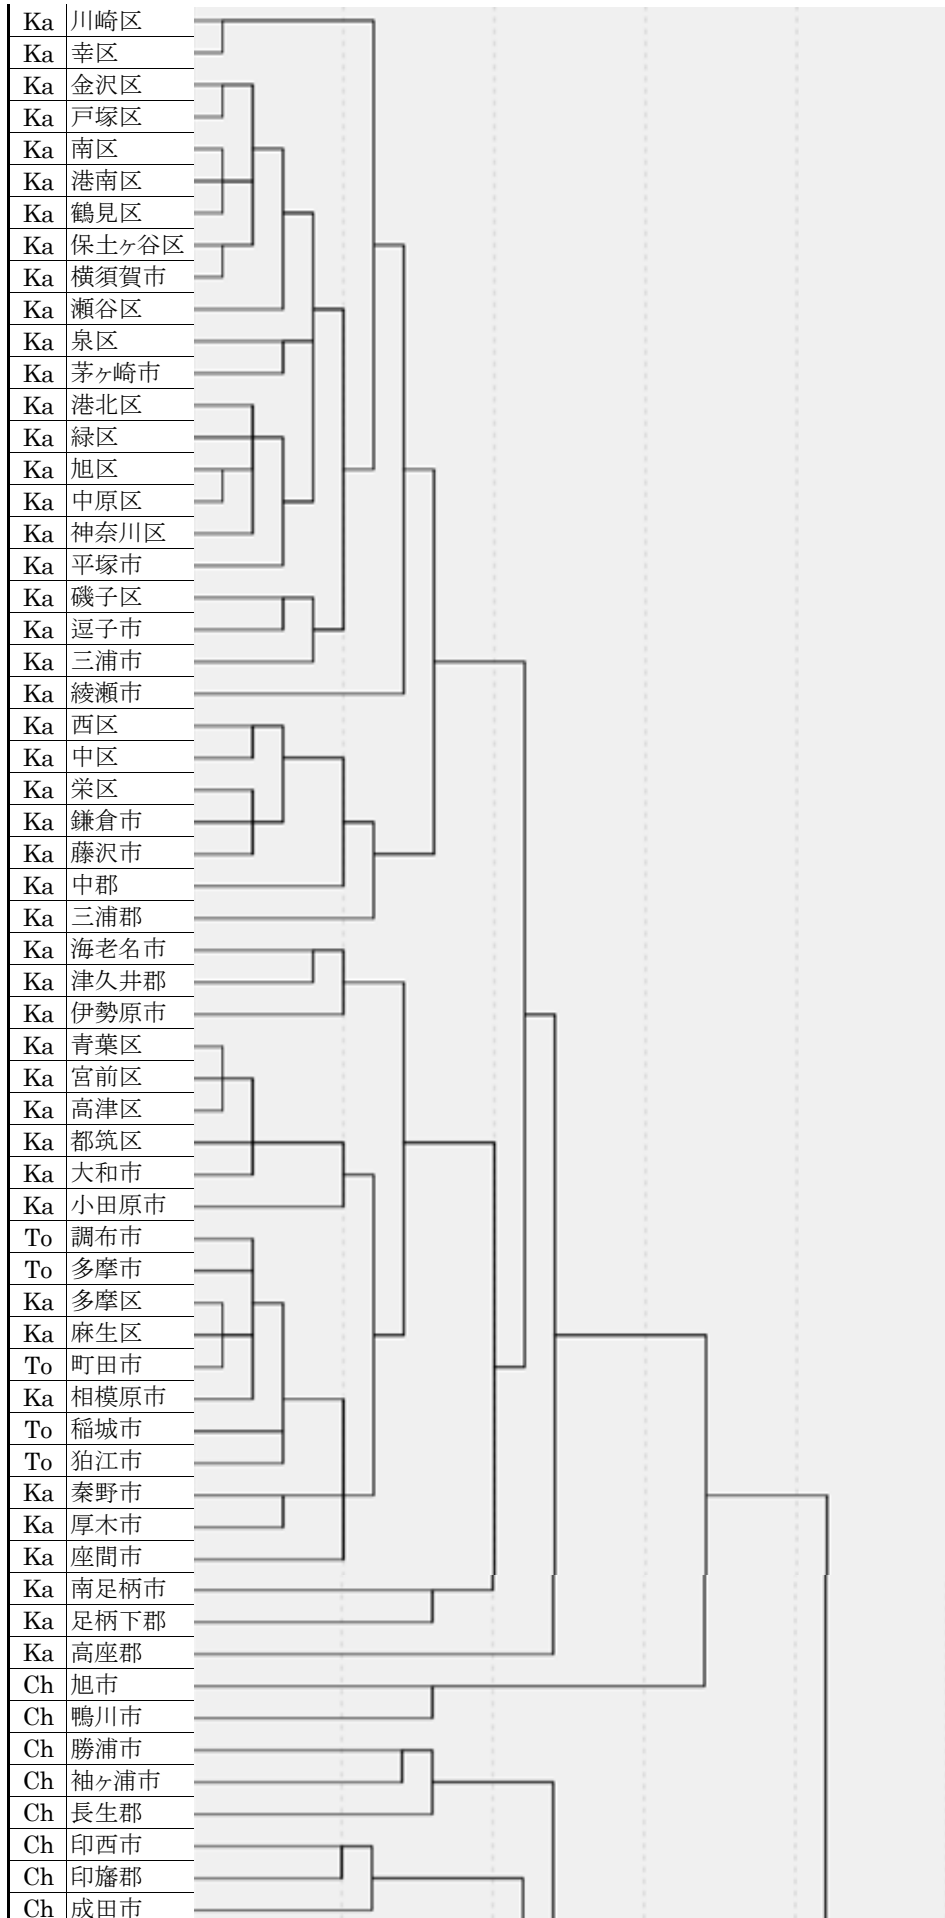 Ka 川崎区
Ka 幸区
Ka 金沢区
Ka 戸塚区
Ka 南区
Ka 港南区
Ka 鶴見区
Ka 保土ヶ谷区
Ka 横須賀市
Ka 瀬谷区
Ka 泉区
Ka 茅ヶ崎市
Ka 港北区
Ka 緑区
Ka 旭区
Ka 中原区
Ka 神奈川区
Ka 平塚市
Ka 磯子区
Ka 逗子市
Ka 三浦市
Ka 綾瀬市
Ka 西区
Ka 中区
Ka 栄区
Ka 鎌倉市
Ka 藤沢市
Ka 中郡
Ka 三浦郡
Ka 海老名市
Ka 津久井郡
Ka 伊勢原市
Ka 青葉区
Ka 宮前区
Ka 高津区
Ka 都筑区
Ka 大和市
Ka 小田原市
To 調布市
To 多摩市
Ka 多摩区
Ka 麻生区
To 町田市
Ka 相模原市
To 稲城市
To 狛江市
Ka 秦野市
Ka 厚木市
Ka 座間市
Ka 南足柄市
Ka 足柄下郡
Ka 高座郡
Ch 旭市
Ch 鴨川市
Ch 勝浦市
Ch 袖ヶ浦市
Ch 長生郡
Ch 印西市
Ch 印旛郡
Ch 成田市